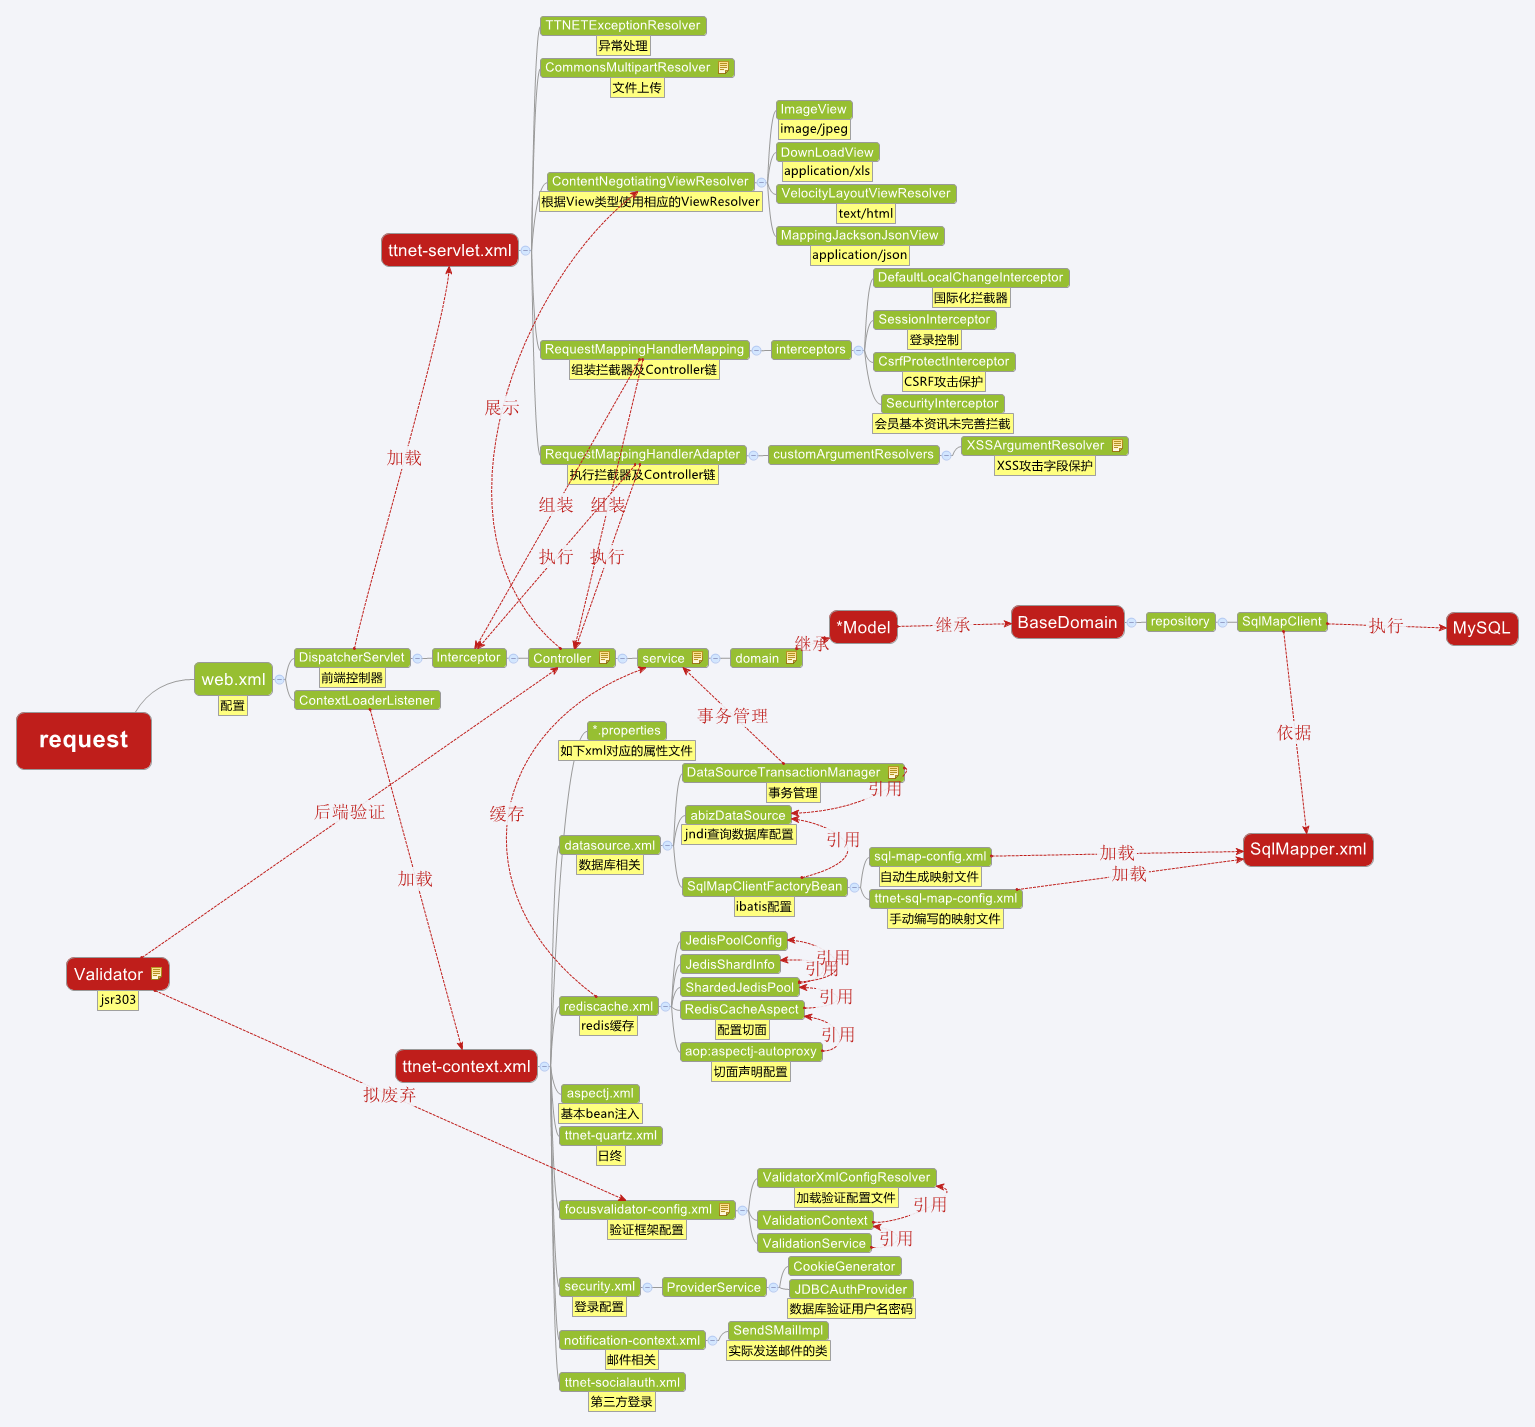 TTNETExceptionResolver
异常处理
CommonsMultipartResolver
文件上传
ImageView
image/jpeg
DownLoadView
application/xls
ContentNegotiatingViewResolver
根据View类型使用相应的ViewResolver
VelocityLayoutViewResolver
text/html
MappingJacksonJsonView
application/json
ttnet-servlet.xml
DefaultLocalChangeInterceptor
国际化拦截器
SessionInterceptor
登录控制
RequestMappingHandlerMapping
组装拦截器及Controller链
interceptors
CsrfProtectInterceptor
CSRF攻击保护
SecurityInterceptor
会员基本资讯未完善拦截
展示
加载
RequestMappingHandlerAdapter
执行拦截器及Controller链
customArgumentResolvers
XSSArgumentResolver
XSS攻击字段保护
组装
组装
执行
执行
*Model
继承
BaseDomain
repository
SqlMapClient
执行
MySQL
继承
DispatcherServlet
前端控制器
Interceptor
Controller
service
domain
web.xml
配置
ContextLoaderListener
request
事务管理
依据
*.properties
如下xml对应的属性文件
DataSourceTransactionManager
事务管理
引用
后端验证
缓存
abizDataSource
jndi查询数据库配置
引用
datasource.xml
数据库相关
SqlMapper.xml
加载
加载
sql-map-config.xml
自动生成映射文件
加载
SqlMapClientFactoryBean
ibatis配置
ttnet-sql-map-config.xml
手动编写的映射文件
JedisPoolConfig
引用
JedisShardInfo
引用
ShardedJedisPool
引用
Validator
jsr303
rediscache.xml
redis缓存
RedisCacheAspect
配置切面
引用
aop:aspectj-autoproxy
切面声明配置
ttnet-context.xml
拟废弃
aspectj.xml
基本bean注入
ttnet-quartz.xml
日终
ValidatorXmlConfigResolver
加载验证配置文件
引用
focusvalidator-config.xml
验证框架配置
ValidationContext
引用
ValidationService
CookieGenerator
security.xml
登录配置
ProviderService
JDBCAuthProvider
数据库验证用户名密码
notification-context.xml
邮件相关
SendSMailImpl
实际发送邮件的类
ttnet-socialauth.xml
第三方登录